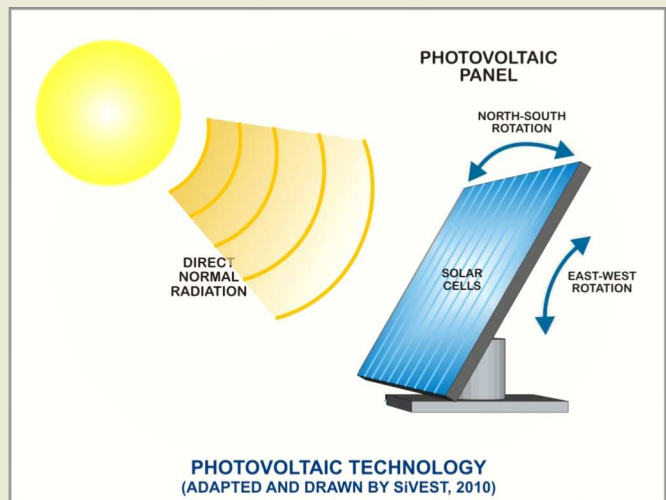 PHOTOVOLTAIC
PANEL
NORTH-SOUTH
ROTATION
DIRECT
NORMAL
RADIATION
SOLAR
CELLS
EAST-WEST
ROTATION
PHOTOVOLTAIC TECHNOLOGY
(ADAPTED AND DRAWN BY SiVEST, 2010)